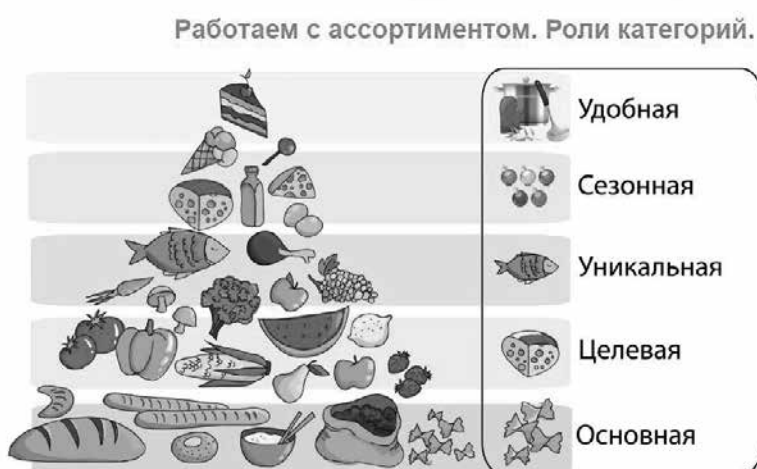 Работаем с ассортиментом. Роли категорий.
Удобная
Сезонная
Уникальная
Целевая
Основная